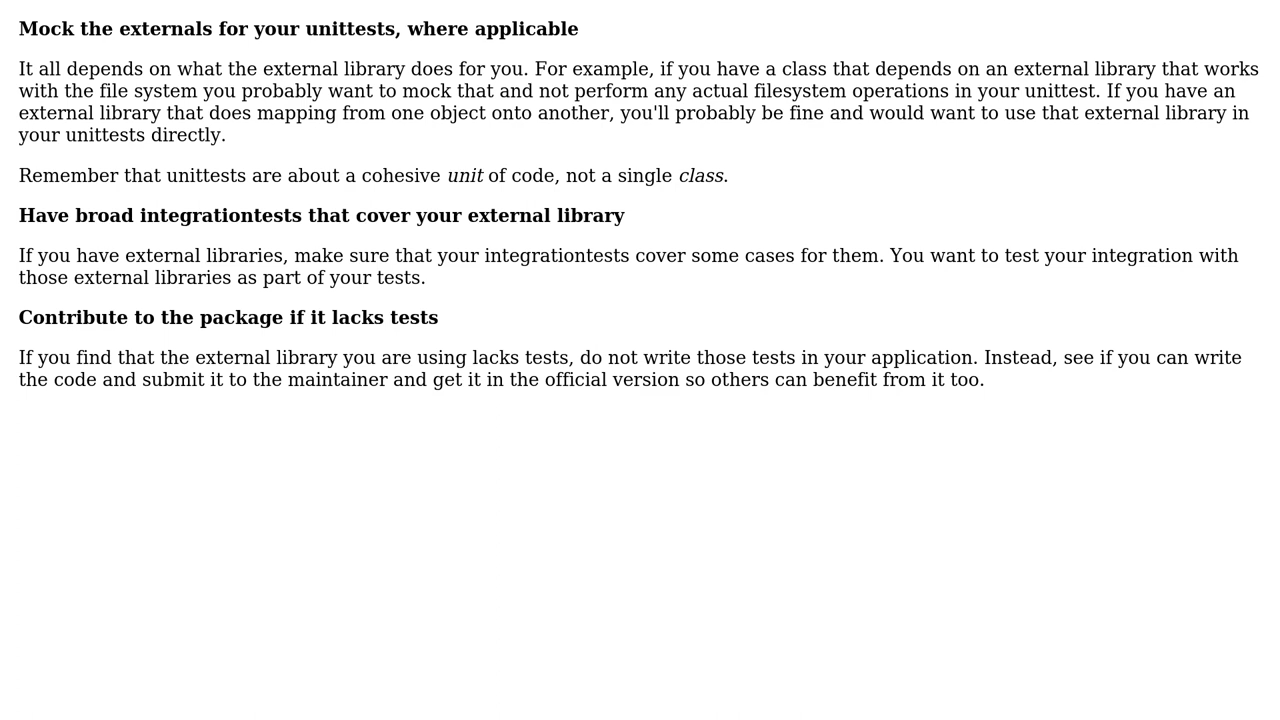 Mock the externals for your unittests, where applicable
It all depends on what the external library does for you. For example, if you have a class that depends on an external library that works
with the file system you probably want to mock that and not perform any actual filesystem operations in your unittest. If you have an
external library that does mapping from one object onto another, you'll probably be fine and would want to use that external library in
your unittests directly.
Remember that unittests are about a cohesive unit of code, not a single class.
Have broad integrationtests that cover your external library
If you have external libraries, make sure that your integrationtests cover some cases for them. You want to test your integration with
those external libraries as part of your tests.
Contribute to the package if it lacks tests
If you find that the external library you are using lacks tests, do not write those tests in your application. Instead, see if you can write
the code and submit it to the maintainer and get it in the official version so others can benefit from it too.